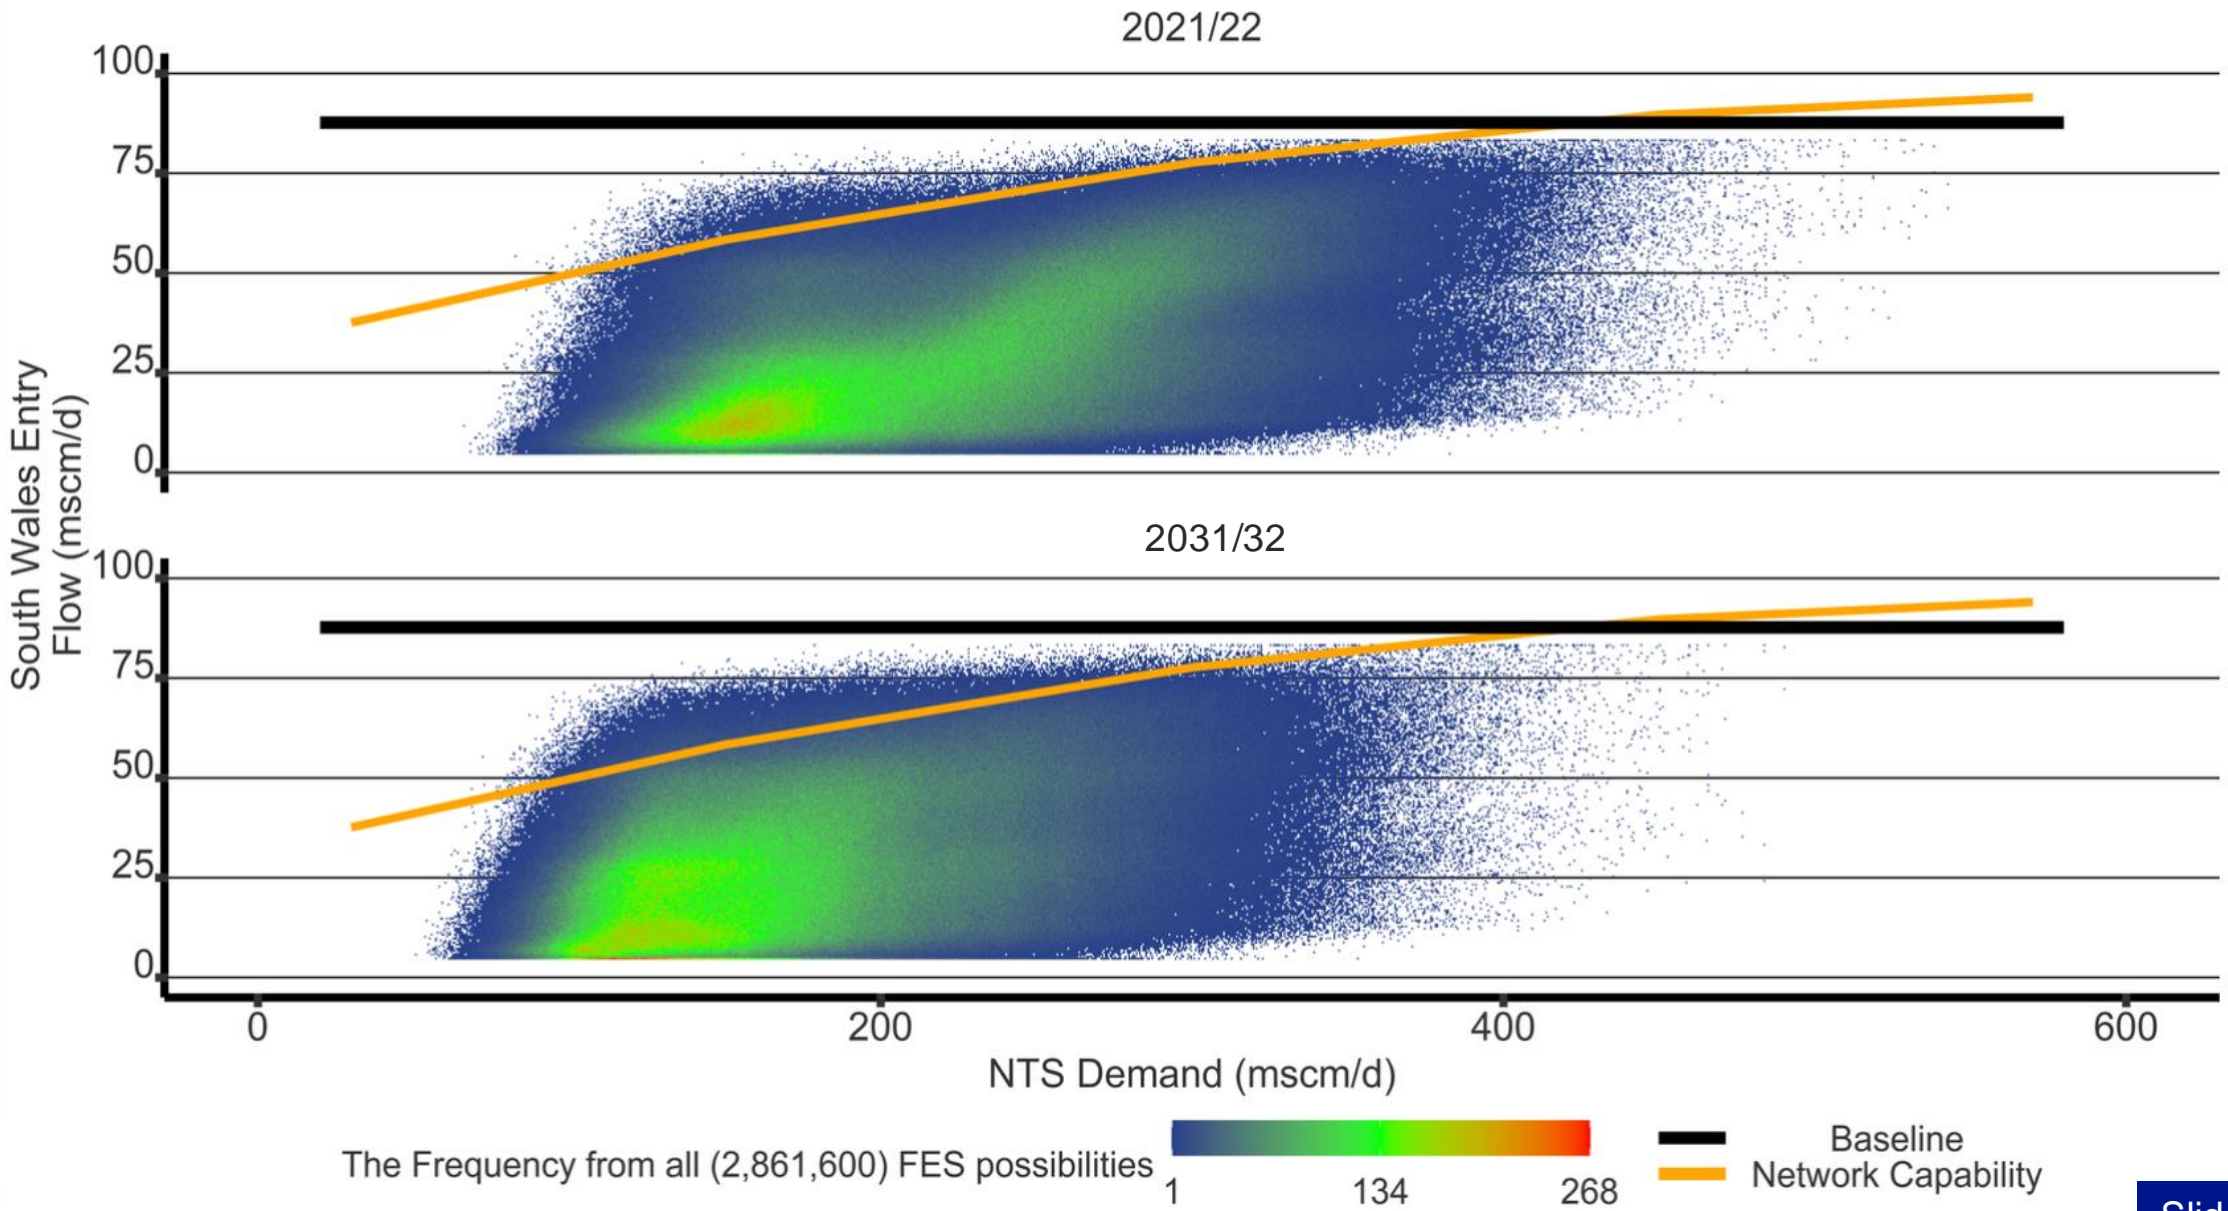 2021/22
100
75
50
25
0
South Wales Entry
Flow (mscm/d)
2031/32
100
75
50
25
0
0 200 400 600
NTS Demand (mscm/d)
The Frequency from all (2,861,600) FES possibilities
1 134 268
Baseline
Network Capability